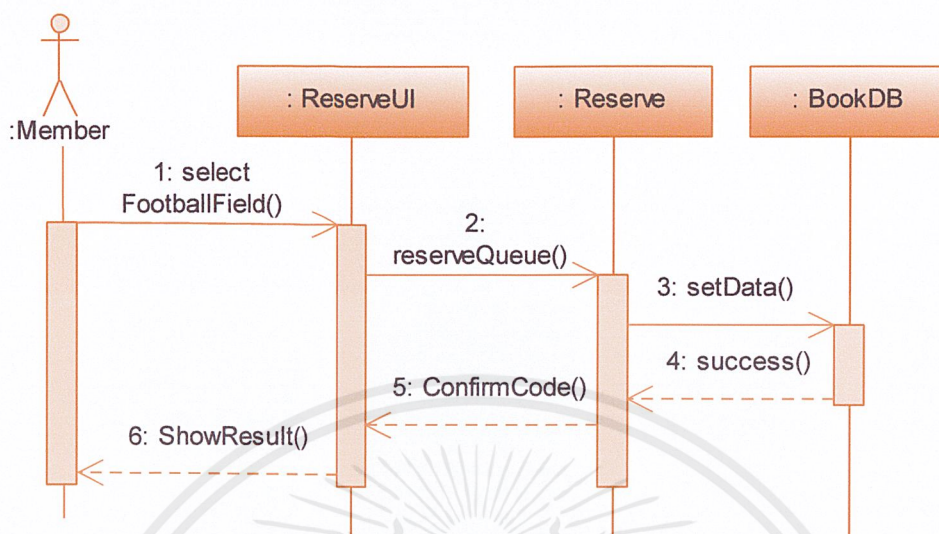 : ReserveUI
: Reserve
: BookDB
:Member
1: select
FootballField()
2:
reserveQueue()
3: setData()
4: success()
5: ConfirmCode()
6: ShowResult()